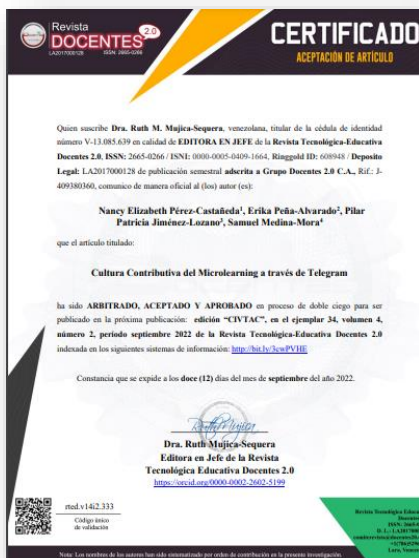 Revista
DOCENTES 2.0
LA2017000128 ISSN: 2665-0266
CERTIFICADO
ACEPTACIÓN DE ARTÍCULO
Quien suscribe Dra. Ruth M. Mujica-Sequera, venezolana, titular de la cédula de identidad
número V-13.085.639 en calidad de EDITORA EN JEFE de la Revista Tecnológica-Educativa
Docentes 2.0, ISSN: 2665-0266 / ISNI: 0000-0005-0409-1664, Ringgold ID: 608948 / Deposito
Legal: LA2017000128 de publicación semestral adscrita a Grupo Docentes 2.0 C.A., Rif.: J-
409380360, comunico de manera oficial al (los) autor (es):
Nancy Elizabeth Pérez-Castañeda¹, Erika Peña-Alvarado², Pilar
Patricia Jiménez-Lozano³, Samuel Medina-Mora⁴
que el artículo titulado:
Cultura Contributiva del Microlearning a través de Telegram
ha sido ARBITRADO, ACEPTADO Y APROBADO en proceso de doble ciego para ser
publicado en la próxima publicación: edición “CIVTAC”, en el ejemplar 34, volumen 4,
número 2, periodo septiembre 2022 de la Revista Tecnológica-Educativa Docentes 2.0
indexada en los siguientes sistemas de información: http://bit.ly/3cwPVHE
Constancia que se expide a los doce (12) días del mes de septiembre del año 2022.
Dra. Ruth Mujica-Sequera
Editora en Jefe de la Revista
Tecnológica Educativa Docentes 2.0
https://orcid.org/0000-0002-2602-5199
rted.v14i2.333
Código único
de validación
Revista Tecnológica-Educativa
Docentes
Nota: Los nombres de los autores han sido sistematizado por orden de contribución en la presente investigación.